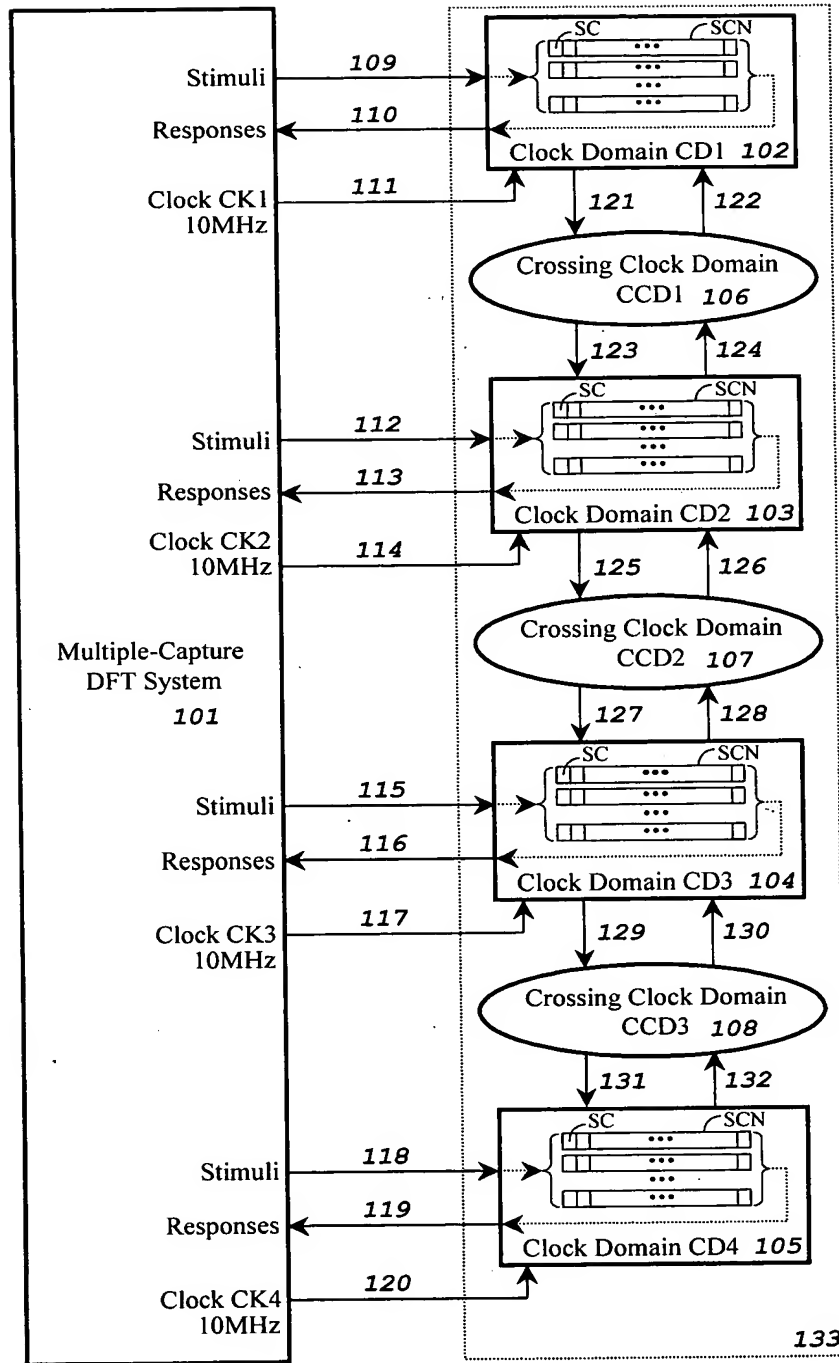 SC SCN
Stimuli 109
Responses 110
Clock Domain CD1 102
Clock CK1 111
10MHz
121 122
Crossing Clock Domain
CCD1 106
123 124
SC SCN
Stimuli 112
Responses 113
Clock Domain CD2 103
Clock CK2 114
10MHz
125 126
Crossing Clock Domain
CCD2 107
Multiple-Capture
DFT System
101
127 128
SC SCN
Stimuli 115
Responses 116
Clock Domain CD3 104
Clock CK3 117
10MHz
129 130
Crossing Clock Domain
CCD3 108
131 132
SC SCN
Stimuli 118
Responses 119
Clock Domain CD4 105
Clock CK4 120
10MHz
133